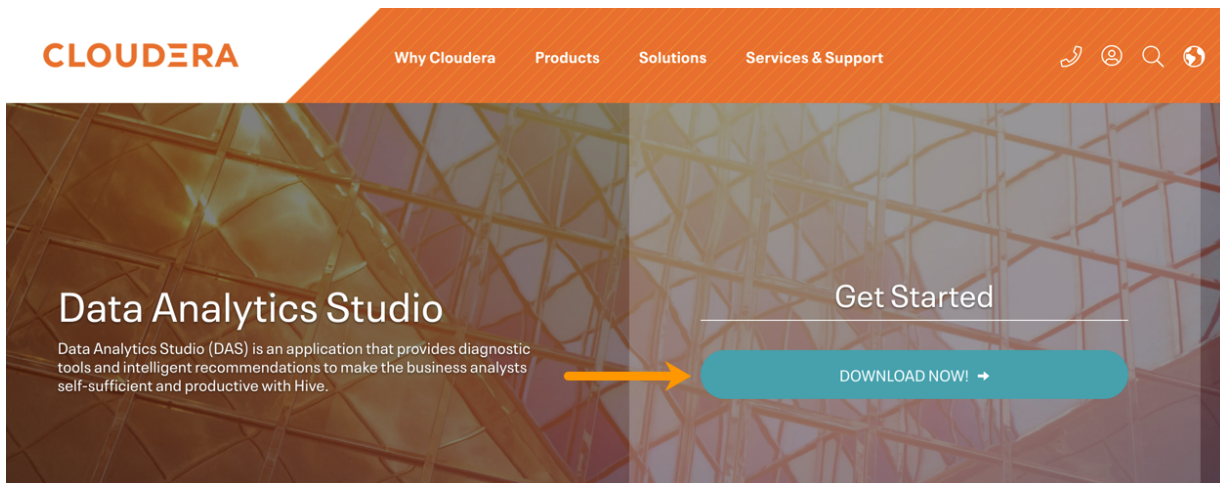 CLOUDERA
Why Cloudera Products Solutions Services & Support
Data Analytics Studio
Data Analytics Studio (DAS) is an application that provides diagnostic
tools and intelligent recommendations to make the business analysts
self-sufficient and productive with Hive.
Get Started
DOWNLOAD NOW!